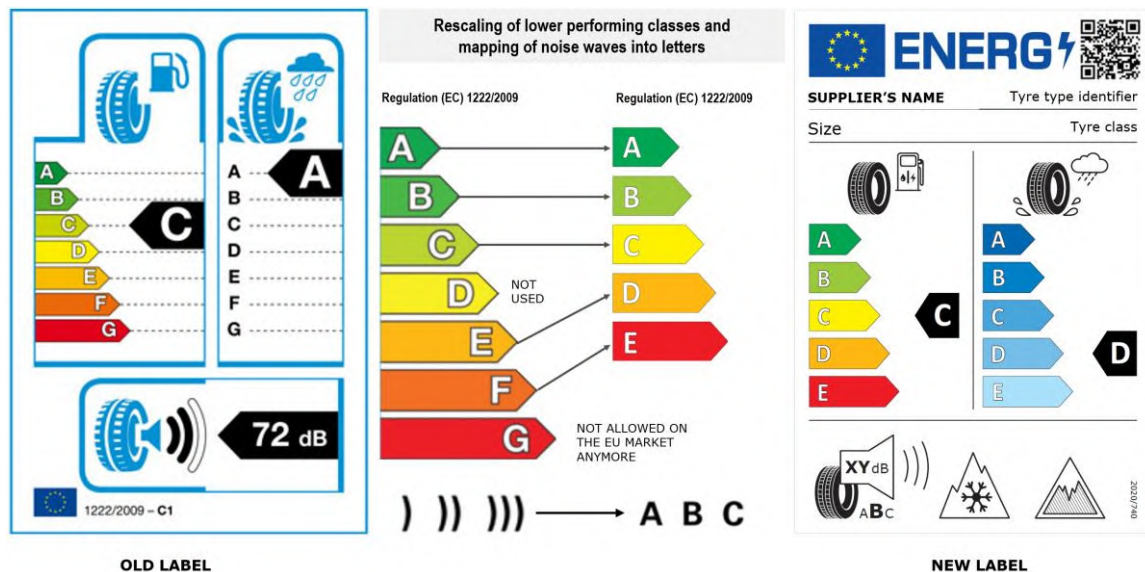 A
B
C
D
E
F
G
C
A
B
C
D
E
F
G
A
72 dB
1222/2009 – C1
OLD LABEL
Rescaling of lower performing classes and
mapping of noise waves into letters
Regulation (EC) 1222/2009
Regulation (EC) 1222/2009
A
A
B
B
C
C
D
NOT
USED
D
E
E
F
G
NOT ALLOWED ON
THE EU MARKET
ANYMORE
) )) ))) A B C
ENERG
SUPPLIER'S NAME
Tyre type identifier
Size
Tyre class
A
B
C
D
E
C
A
B
C
D
E
D
XY dB
ABC
2020/740
NEW LABEL